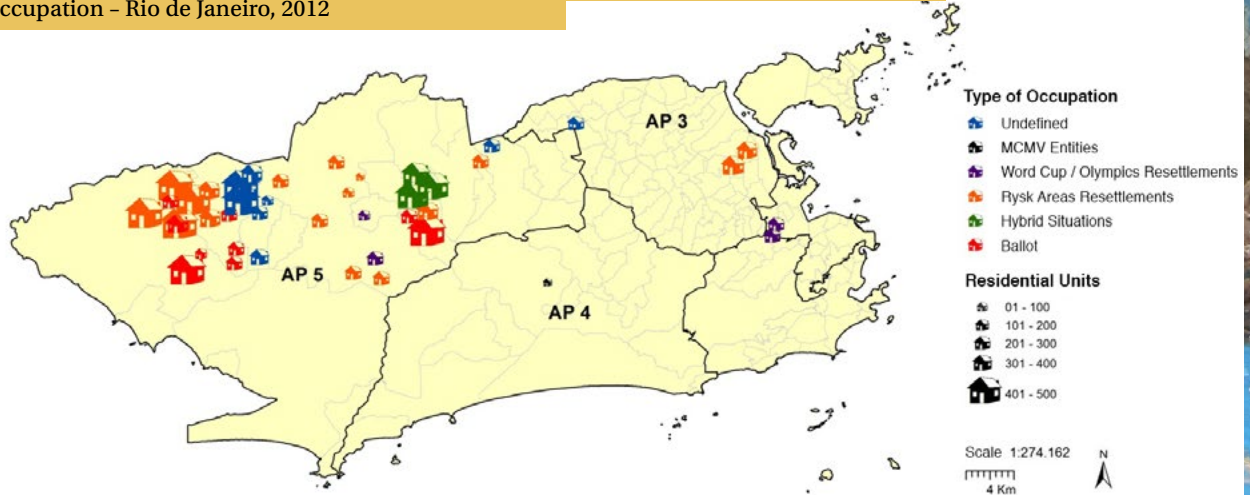 ccupation – Rio de Janeiro, 2012
AP 3
AP 5
AP 4
Type of Occupation
Undefined
MCMV Entities
Word Cup / Olympics Resettlements
Rysk Areas Resettlements
Hybrid Situations
Ballot
Residential Units
01 - 100
101 - 200
201 - 300
301 - 400
401 - 500
Scale 1:274.162
N
4 Km